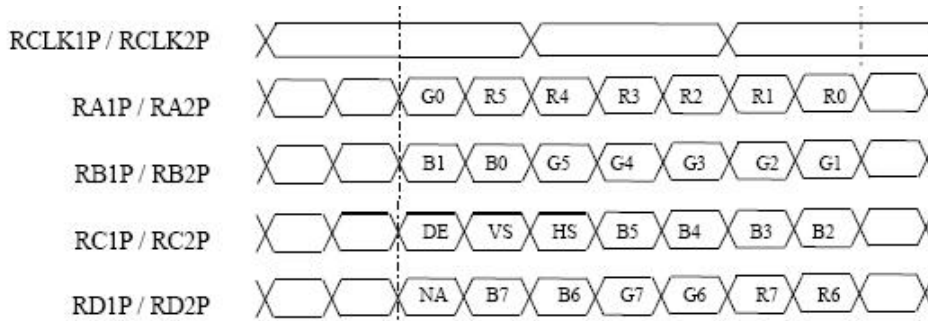 RCLK1P / RCLK2P
RA1P / RA2P G0 R5 R4 R3 R2 R1 R0
RB1P / RB2P B1 B0 G5 G4 G3 G2 G1
RC1P / RC2P DE VS HS B5 B4 B3 B2
RD1P / RD2P NA B7 B6 G7 G6 R7 R6